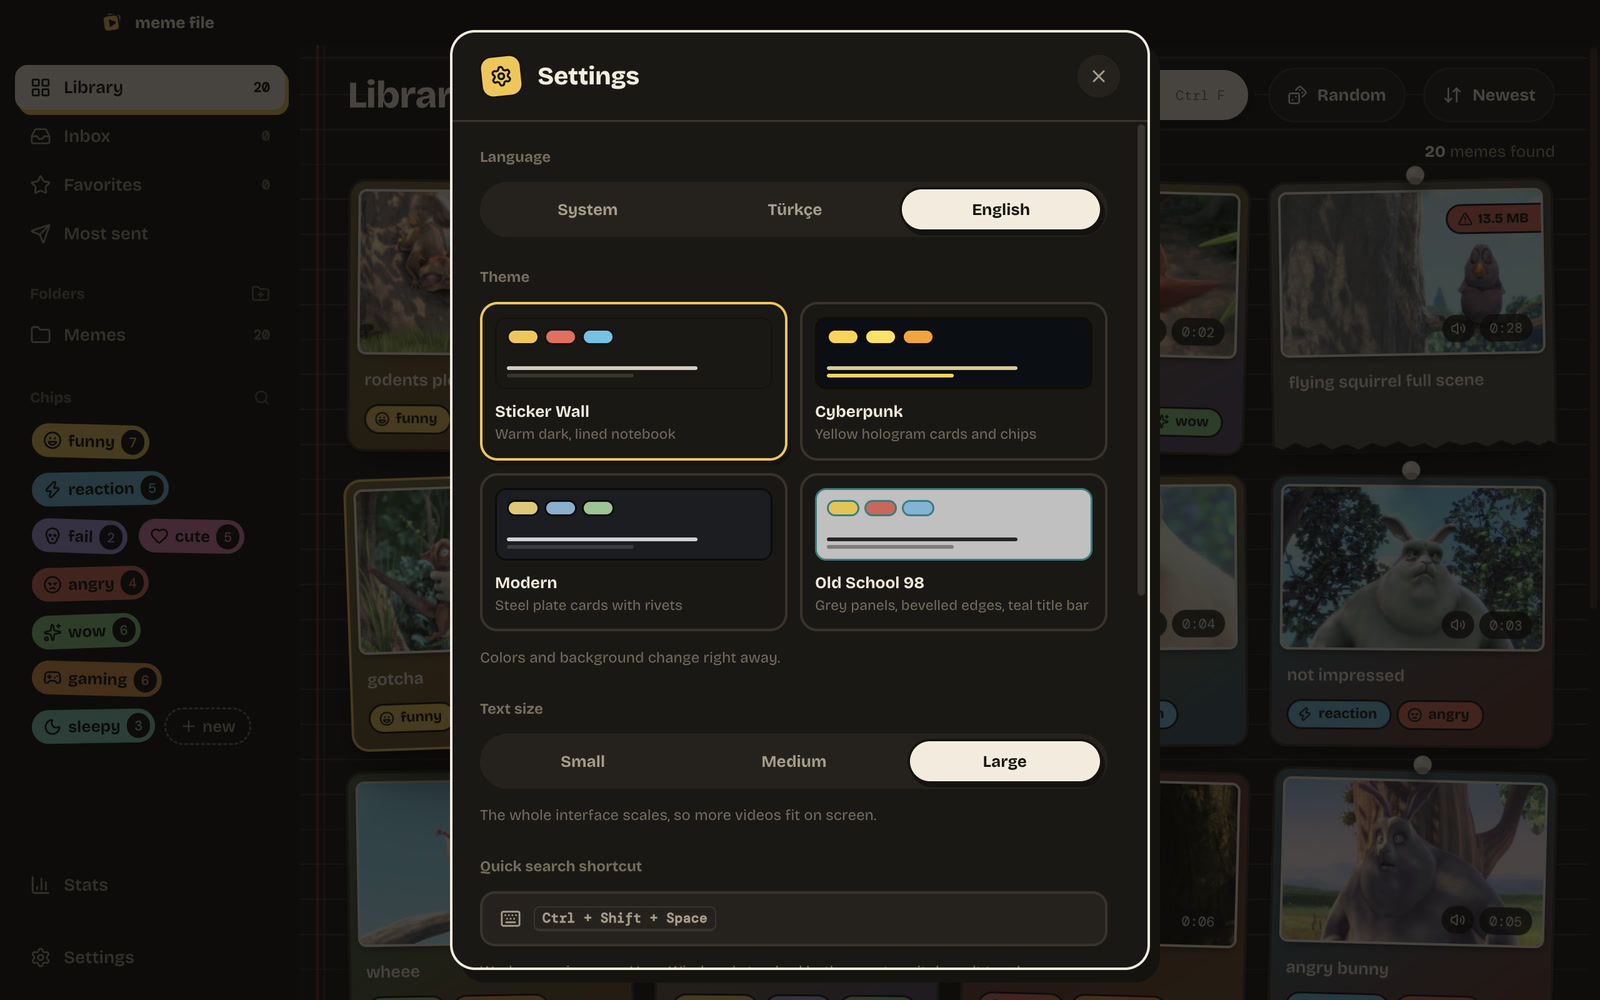 meme file
Library 20
Inbox 0
Favorites 0
Most sent
Folders
Memes 20
Chips
funny 7
reaction 5
fail 2
cute 5
angry 4
wow 6
gaming 6
sleepy 3
+ new
Stats
Settings
Ctrl F
Random
Newest
20 memes found
funny
0:02
wow
13.5 MB
0:28
flying squirrel full scene
gotcha
funny
0:04
0:03
not impressed
reaction
angry
wheee
0:06
0:05
angry bunny
Settings
Language
System
Türkçe
English
Theme
Sticker Wall
Warm dark, lined notebook
Cyberpunk
Yellow hologram cards and chips
Modern
Steel plate cards with rivets
Old School 98
Grey panels, bevelled edges, teal title bar
Colors and background change right away.
Text size
Small
Medium
Large
The whole interface scales, so more videos fit on screen.
Quick search shortcut
Ctrl + Shift + Space